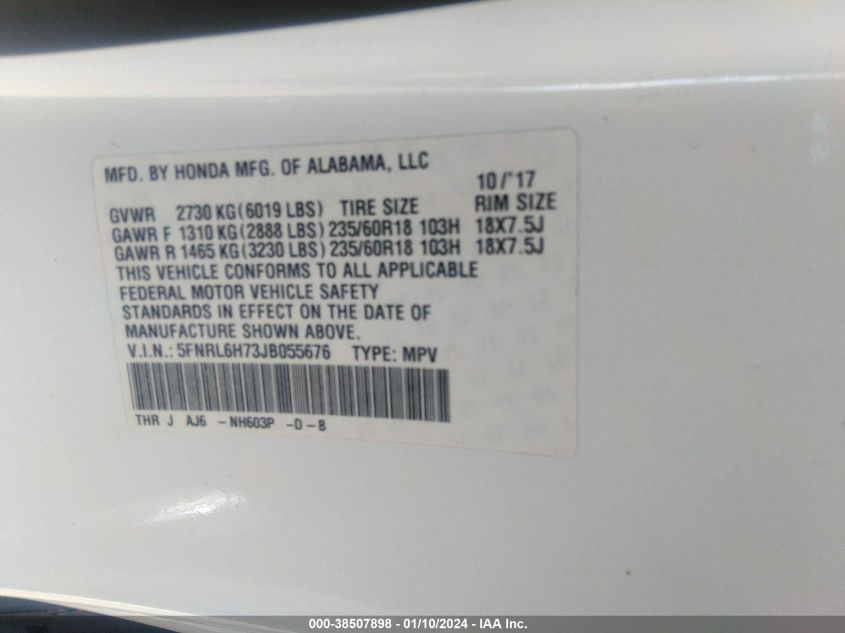 MFD. BY HONDA MFG. OF ALABAMA, LLC
10/'17
GVWR 2730 KG(6019 LBS) TIRE SIZE RIM SIZE
GAWR F 1310 KG(2888 LBS) 235/60R18 103H 18X7.5J
GAWR R 1465 KG(3230 LBS) 235/60R18 103H 18X7.5J
THIS VEHICLE CONFORMS TO ALL APPLICABLE
FEDERAL MOTOR VEHICLE SAFETY
STANDARDS IN EFFECT ON THE DATE OF
MANUFACTURE SHOWN ABOVE.
V.I.N.: 5FNRL6H73JB055676 TYPE: MPV
THR J AJ6 -NH603P -D-B
000-38507898 - 01/10/2024 - IAA Inc.